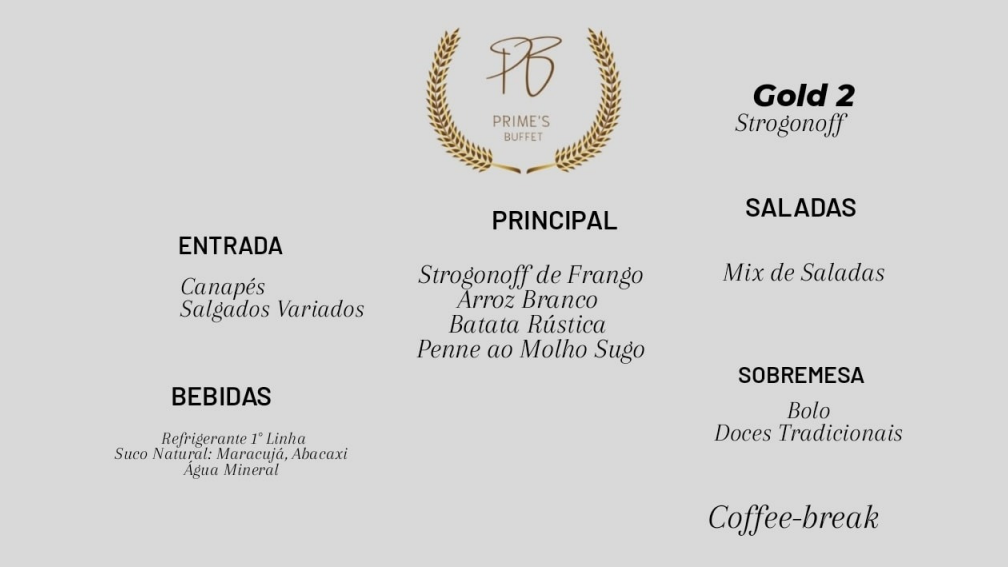 PB
PRIME'S
BUFFET
Gold 2
Strogonoff
ENTRADA
Canapés
Salgados Variados
PRINCIPAL
Strogonoff de Frango
Arroz Branco
Batata Rústica
Penne ao Molho Sugo
SALADAS
Mix de Saladas
BEBIDAS
Refrigerante 1° Linha
Suco Natural: Maracujá, Abacaxi
Água Mineral
SOBREMESA
Bolo
Doces Tradicionais
Coffee-break